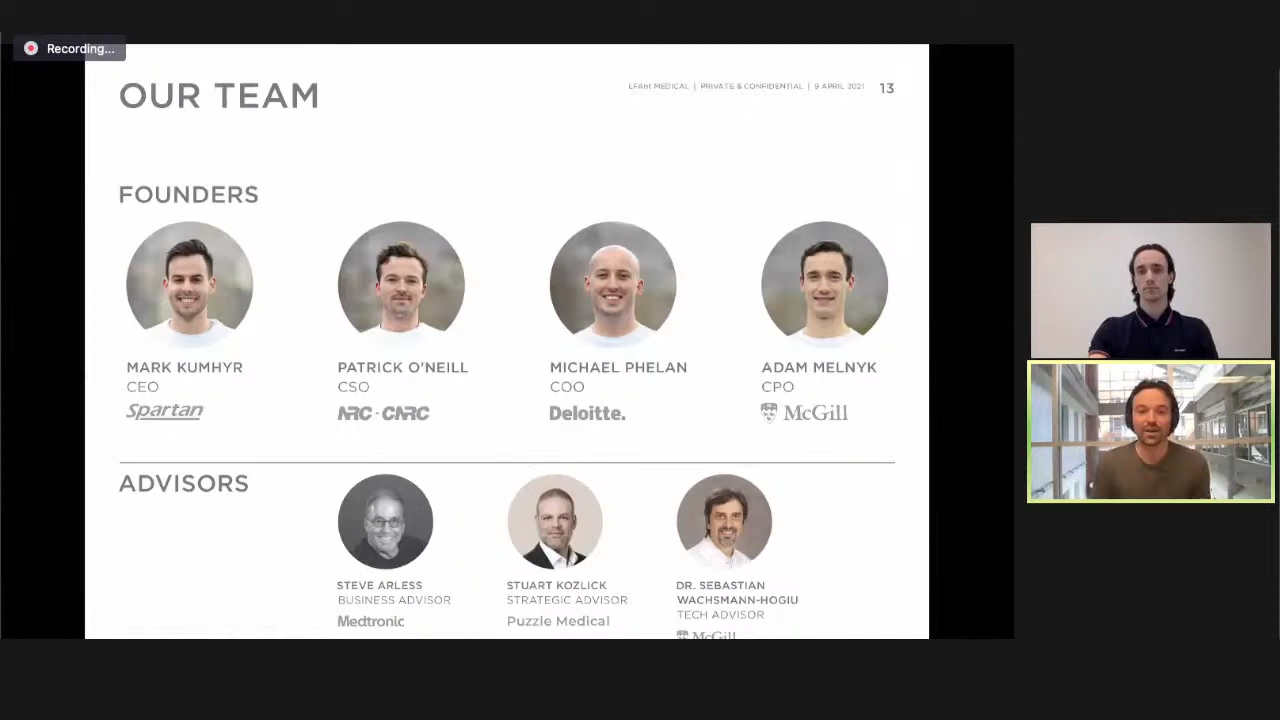 Recording...
OUR TEAM
LFAnt MEDICAL | PRIVATE & CONFIDENTIAL | 9 APRIL 2021 13
FOUNDERS
MARK KUMHYR
CEO
Spartan
PATRICK O'NEILL
CSO
NRC · CNRC
MICHAEL PHELAN
COO
Deloitte.
ADAM MELNYK
CPO
McGill
ADVISORS
STEVE ARLESS
BUSINESS ADVISOR
Medtronic
STUART KOZLICK
STRATEGIC ADVISOR
Puzzle Medical
DR. SEBASTIAN
WACHSMANN-HOGIU
TECH ADVISOR
McGill